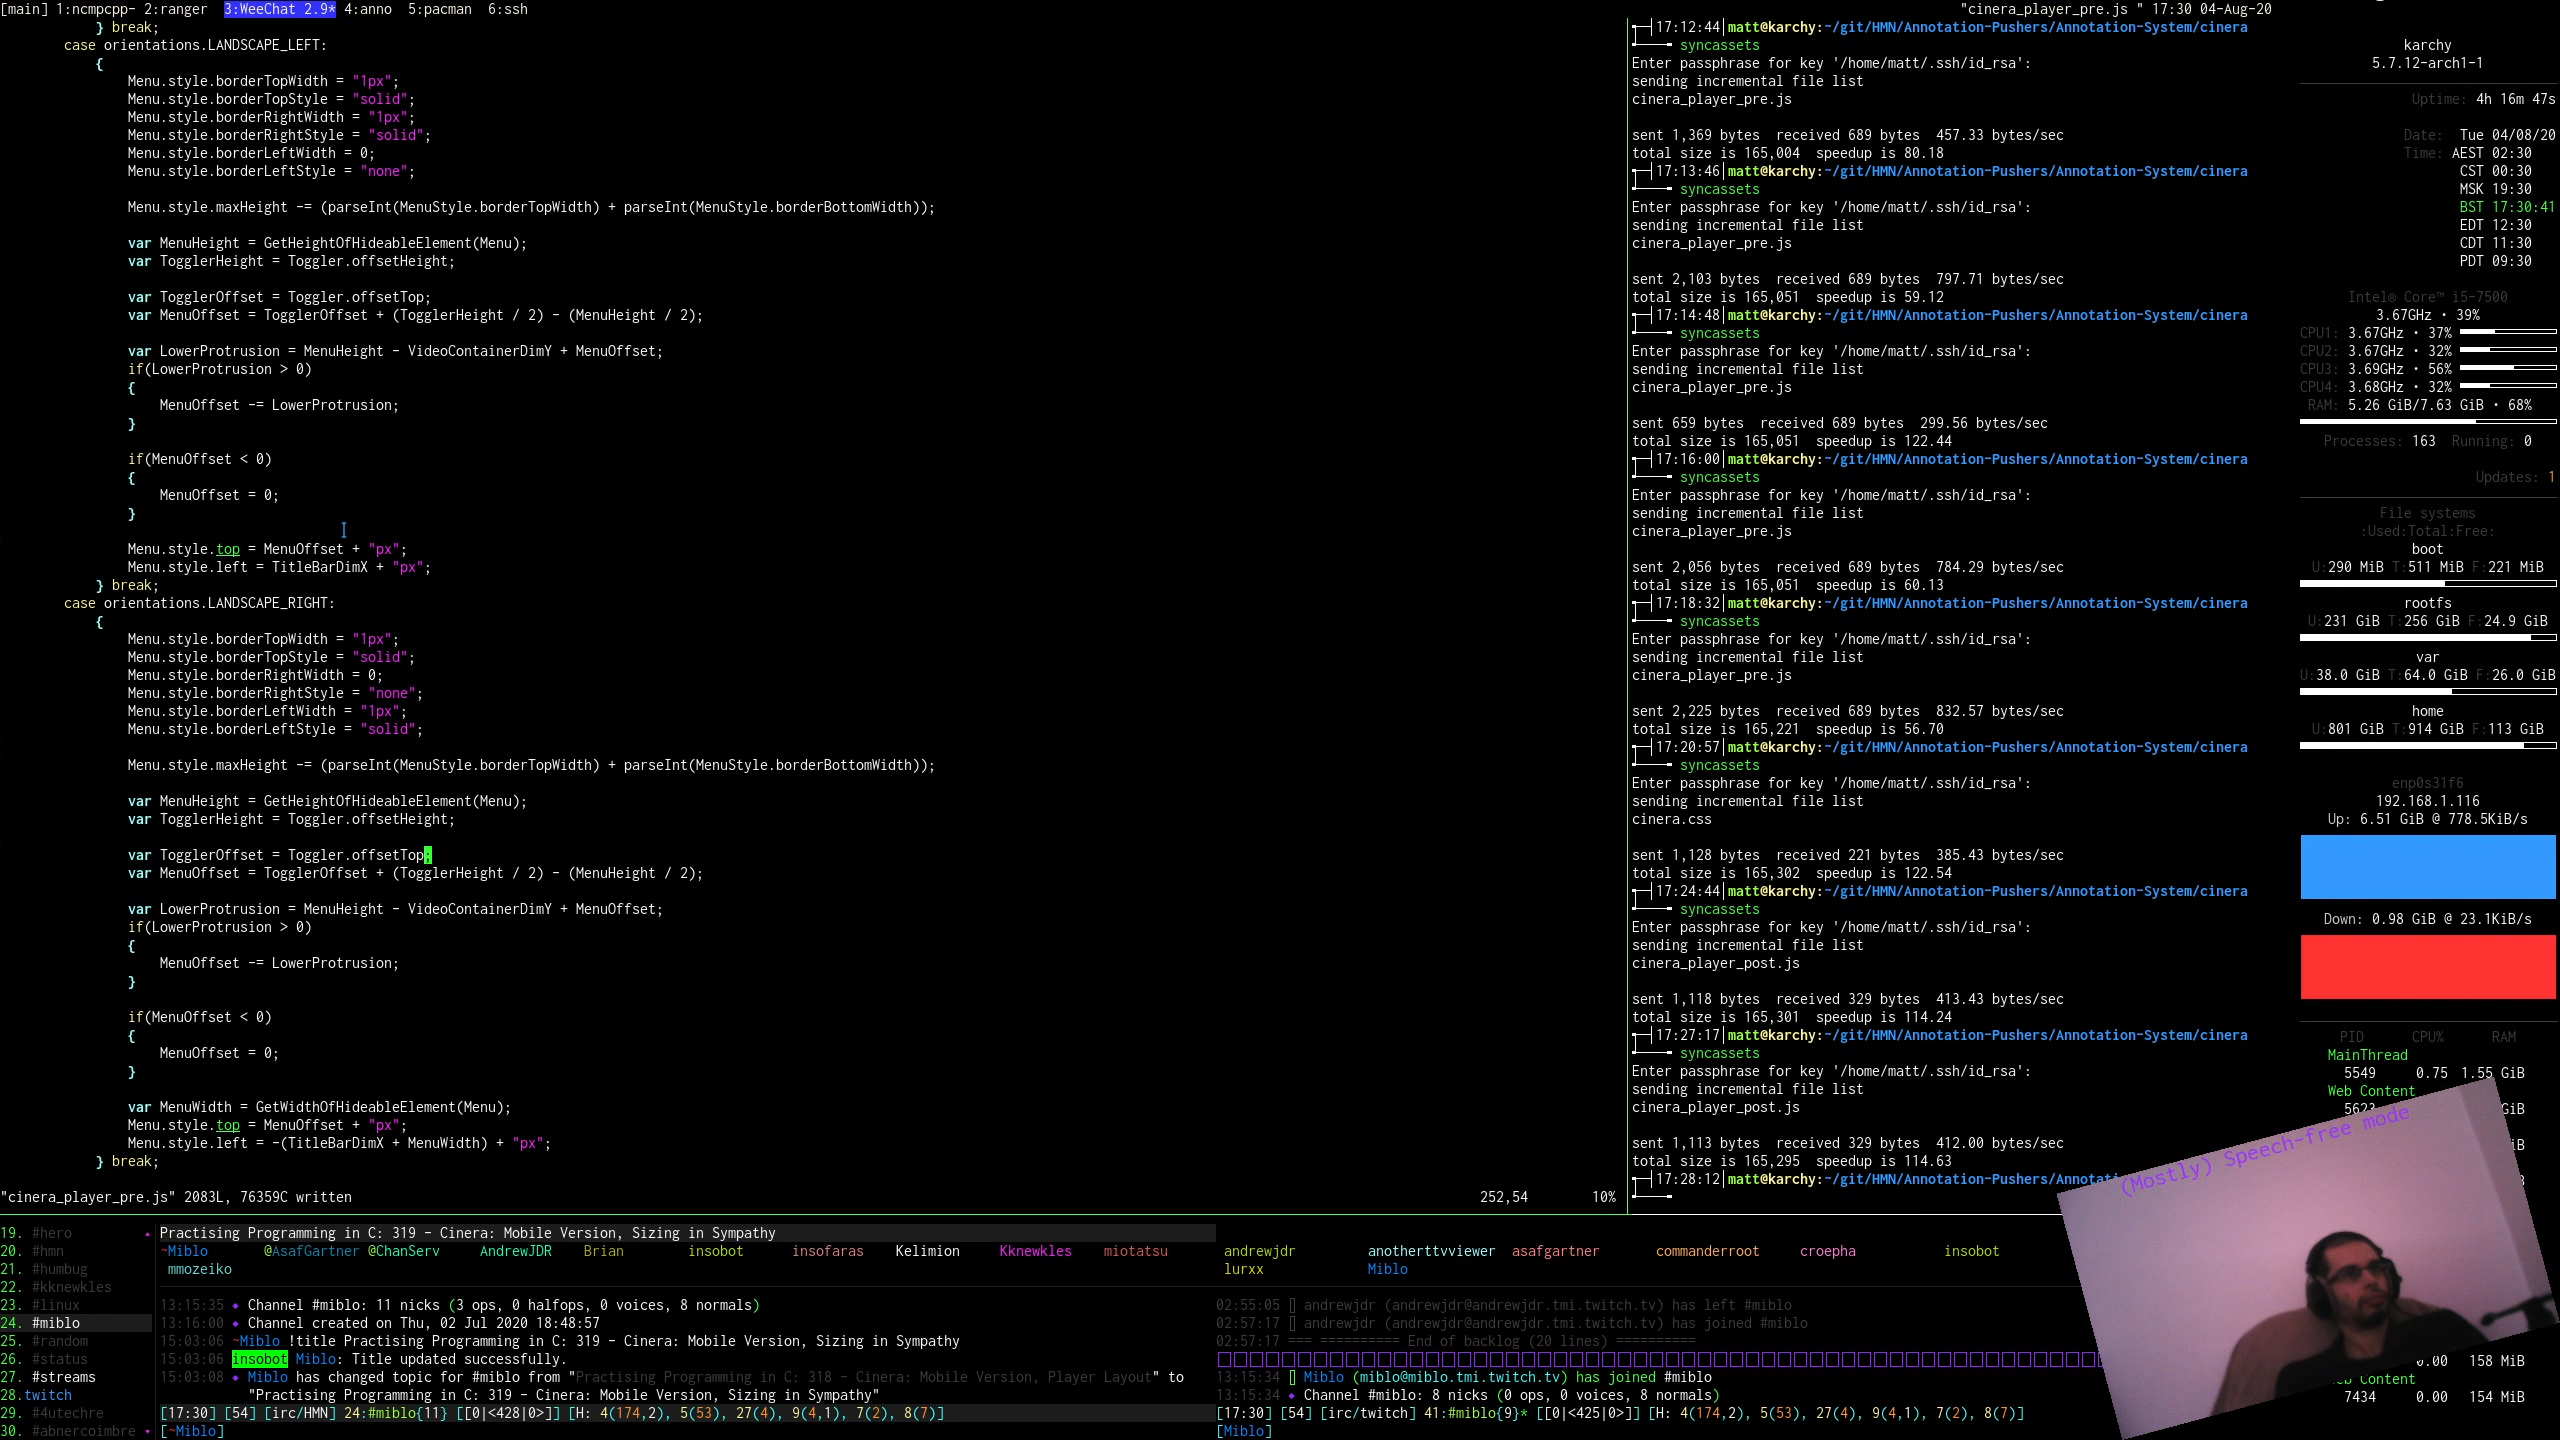 [main] 1:ncmpcpp- 2:ranger  3:WeeChat 2.9* 4:anno  5:pacman  6:ssh
"cinera_player_pre.js " 17:30 04-Aug-20
            } break;
        case orientations.LANDSCAPE_LEFT:
            {
                Menu.style.borderTopWidth = "1px";
                Menu.style.borderTopStyle = "solid";
                Menu.style.borderRightWidth = "1px";
                Menu.style.borderRightStyle = "solid";
                Menu.style.borderLeftWidth = 0;
                Menu.style.borderLeftStyle = "none";
                Menu.style.maxHeight -= (parseInt(MenuStyle.borderTopWidth) + parseInt(MenuStyle.borderBottomWidth));
                var MenuHeight = GetHeightOfHideableElement(Menu);
                var TogglerHeight = Toggler.offsetHeight;
                var TogglerOffset = Toggler.offsetTop;
                var MenuOffset = TogglerOffset + (TogglerHeight / 2) - (MenuHeight / 2);
                var LowerProtrusion = MenuHeight - VideoContainerDimY + MenuOffset;
                if(LowerProtrusion > 0)
                {
                    MenuOffset -= LowerProtrusion;
                }
                if(MenuOffset < 0)
                {
                    MenuOffset = 0;
                }
                Menu.style.top = MenuOffset + "px";
                Menu.style.left = TitleBarDimX + "px";
            } break;
        case orientations.LANDSCAPE_RIGHT:
            {
                Menu.style.borderTopWidth = "1px";
                Menu.style.borderTopStyle = "solid";
                Menu.style.borderRightWidth = 0;
                Menu.style.borderRightStyle = "none";
                Menu.style.borderLeftWidth = "1px";
                Menu.style.borderLeftStyle = "solid";
                Menu.style.maxHeight -= (parseInt(MenuStyle.borderTopWidth) + parseInt(MenuStyle.borderBottomWidth));
                var MenuHeight = GetHeightOfHideableElement(Menu);
                var TogglerHeight = Toggler.offsetHeight;
                var TogglerOffset = Toggler.offsetTop;
                var MenuOffset = TogglerOffset + (TogglerHeight / 2) - (MenuHeight / 2);
                var LowerProtrusion = MenuHeight - VideoContainerDimY + MenuOffset;
                if(LowerProtrusion > 0)
                {
                    MenuOffset -= LowerProtrusion;
                }
                if(MenuOffset < 0)
                {
                    MenuOffset = 0;
                }
                var MenuWidth = GetWidthOfHideableElement(Menu);
                Menu.style.top = MenuOffset + "px";
                Menu.style.left = -(TitleBarDimX + MenuWidth) + "px";
            } break;
"cinera_player_pre.js" 2083L, 76359C written    252,54    10%
17:12:44|matt@karchy:~/git/HMN/Annotation-Pushers/Annotation-System/cinera
syncassets
Enter passphrase for key '/home/matt/.ssh/id_rsa':
sending incremental file list
cinera_player_pre.js
sent 1,369 bytes  received 689 bytes  457.33 bytes/sec
total size is 165,004  speedup is 80.18
17:13:46|matt@karchy:~/git/HMN/Annotation-Pushers/Annotation-System/cinera
syncassets
Enter passphrase for key '/home/matt/.ssh/id_rsa':
sending incremental file list
cinera_player_pre.js
sent 2,103 bytes  received 689 bytes  797.71 bytes/sec
total size is 165,051  speedup is 59.12
17:14:48|matt@karchy:~/git/HMN/Annotation-Pushers/Annotation-System/cinera
syncassets
Enter passphrase for key '/home/matt/.ssh/id_rsa':
sending incremental file list
cinera_player_pre.js
sent 659 bytes  received 689 bytes  299.56 bytes/sec
total size is 165,051  speedup is 122.44
17:16:00|matt@karchy:~/git/HMN/Annotation-Pushers/Annotation-System/cinera
syncassets
Enter passphrase for key '/home/matt/.ssh/id_rsa':
sending incremental file list
cinera_player_pre.js
sent 2,056 bytes  received 689 bytes  784.29 bytes/sec
total size is 165,051  speedup is 60.13
17:18:32|matt@karchy:~/git/HMN/Annotation-Pushers/Annotation-System/cinera
syncassets
Enter passphrase for key '/home/matt/.ssh/id_rsa':
sending incremental file list
cinera_player_pre.js
sent 2,225 bytes  received 689 bytes  832.57 bytes/sec
total size is 165,221  speedup is 56.70
17:20:57|matt@karchy:~/git/HMN/Annotation-Pushers/Annotation-System/cinera
syncassets
Enter passphrase for key '/home/matt/.ssh/id_rsa':
sending incremental file list
cinera.css
sent 1,128 bytes  received 221 bytes  385.43 bytes/sec
total size is 165,302  speedup is 122.54
17:24:44|matt@karchy:~/git/HMN/Annotation-Pushers/Annotation-System/cinera
syncassets
Enter passphrase for key '/home/matt/.ssh/id_rsa':
sending incremental file list
cinera_player_post.js
sent 1,118 bytes  received 329 bytes  413.43 bytes/sec
total size is 165,301  speedup is 114.24
17:27:17|matt@karchy:~/git/HMN/Annotation-Pushers/Annotation-System/cinera
syncassets
Enter passphrase for key '/home/matt/.ssh/id_rsa':
sending incremental file list
cinera_player_post.js
sent 1,113 bytes  received 329 bytes  412.00 bytes/sec
total size is 165,295  speedup is 114.63
17:28:12|matt@karchy:~/git/HMN/Annotation-Pushers/Annotat
karchy
5.7.12-arch1-1
Uptime: 4h 16m 47s
Date: Tue 04/08/20
Time: AEST 02:30
CST 00:30
MSK 19:30
BST 17:30:41
EDT 12:30
CDT 11:30
PDT 09:30
Intel® Core™ i5-7500
3.67GHz • 39%
CPU1: 3.67GHz • 37%
CPU2: 3.67GHz • 32%
CPU3: 3.69GHz • 56%
CPU4: 3.68GHz • 32%
RAM: 5.26 GiB/7.63 GiB • 68%
Processes: 163  Running: 0
Updates: 1
File systems
:Used:Total:Free:
boot
U:290 MiB T:511 MiB F:221 MiB
rootfs
U:231 GiB T:256 GiB F:24.9 GiB
var
U:38.0 GiB T:64.0 GiB F:26.0 GiB
home
U:801 GiB T:914 GiB F:113 GiB
enp0s31f6
192.168.1.116
Up: 6.51 GiB @ 778.5KiB/s
Down: 0.98 GiB @ 23.1KiB/s
PID  CPU%  RAM
MainThread
5549  0.75  1.55 GiB
Web Content
GiB
(Mostly) Speech-free mode
0.00  158 MiB
Content
7434  0.00  154 MiB
19. #hero
20. #hmn
21. #humbug
22. #kknewkles
23. #linux
24. #miblo
25. #random
26. #status
27. #streams
28.twitch
29. #4utechre
30. #abnercoimbre
Practising Programming in C: 319 - Cinera: Mobile Version, Sizing in Sympathy
~Miblo  @AsafGartner @ChanServ  AndrewJDR  Brian  insobot  insofaras  Kelimion  Kknewkles  miotatsu
mmozeiko
13:15:35 Channel #miblo: 11 nicks (3 ops, 0 halfops, 0 voices, 8 normals)
13:16:00 Channel created on Thu, 02 Jul 2020 18:48:57
15:03:06 ~Miblo !title Practising Programming in C: 319 - Cinera: Mobile Version, Sizing in Sympathy
15:03:06 insobot Miblo: Title updated successfully.
15:03:08 Miblo has changed topic for #miblo from "Practising Programming in C: 318 - Cinera: Mobile Version, Player Layout" to
"Practising Programming in C: 319 - Cinera: Mobile Version, Sizing in Sympathy"
[17:30] [54] [irc/HMN] 24:#miblo{11} [[0|<428|0>]] [H: 4(174,2), 5(53), 27(4), 9(4,1), 7(2), 8(7)]
[~Miblo]
andrewjdr  anotherttvviewer  asafgartner  commanderroot  croepha  insobot
lurxx  Miblo
02:55:05 andrewjdr (andrewjdr@andrewjdr.tmi.twitch.tv) has left #miblo
02:57:17 andrewjdr (andrewjdr@andrewjdr.tmi.twitch.tv) has joined #miblo
02:57:17 === ========== End of backlog (20 lines) ==========
13:15:34 Miblo (miblo@miblo.tmi.twitch.tv) has joined #miblo
13:15:34 Channel #miblo: 8 nicks (0 ops, 0 voices, 8 normals)
[17:30] [54] [irc/twitch] 41:#miblo{9}* [[0|<425|0>]] [H: 4(174,2), 5(53), 27(4), 9(4,1), 7(2), 8(7)]
[Miblo]